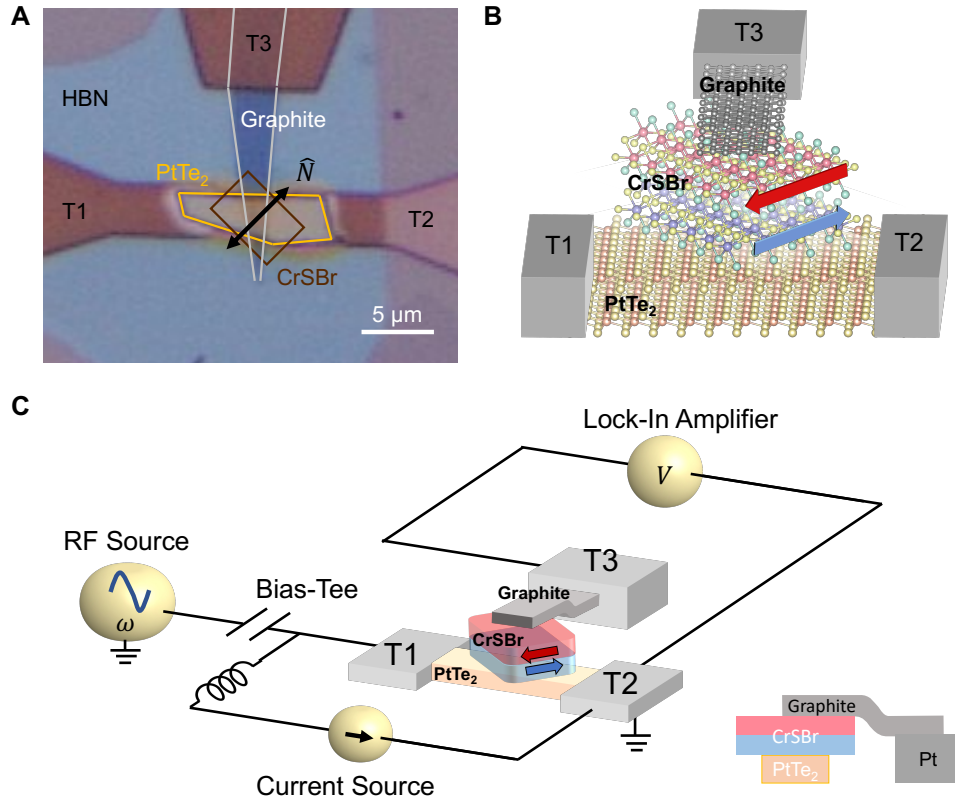 A
T3
HBN
Graphite
PtTe₂
N̂
T1
T2
CrSBr
5 μm
B
T3
Graphite
CrSBr
T1
T2
PtTe₂
C
Lock-In Amplifier
V
RF Source
ω
Bias-Tee
T3
Graphite
CrSBr
T1
PtTe₂
T2
Current Source
Graphite
CrSBr
Pt
PtTe₂